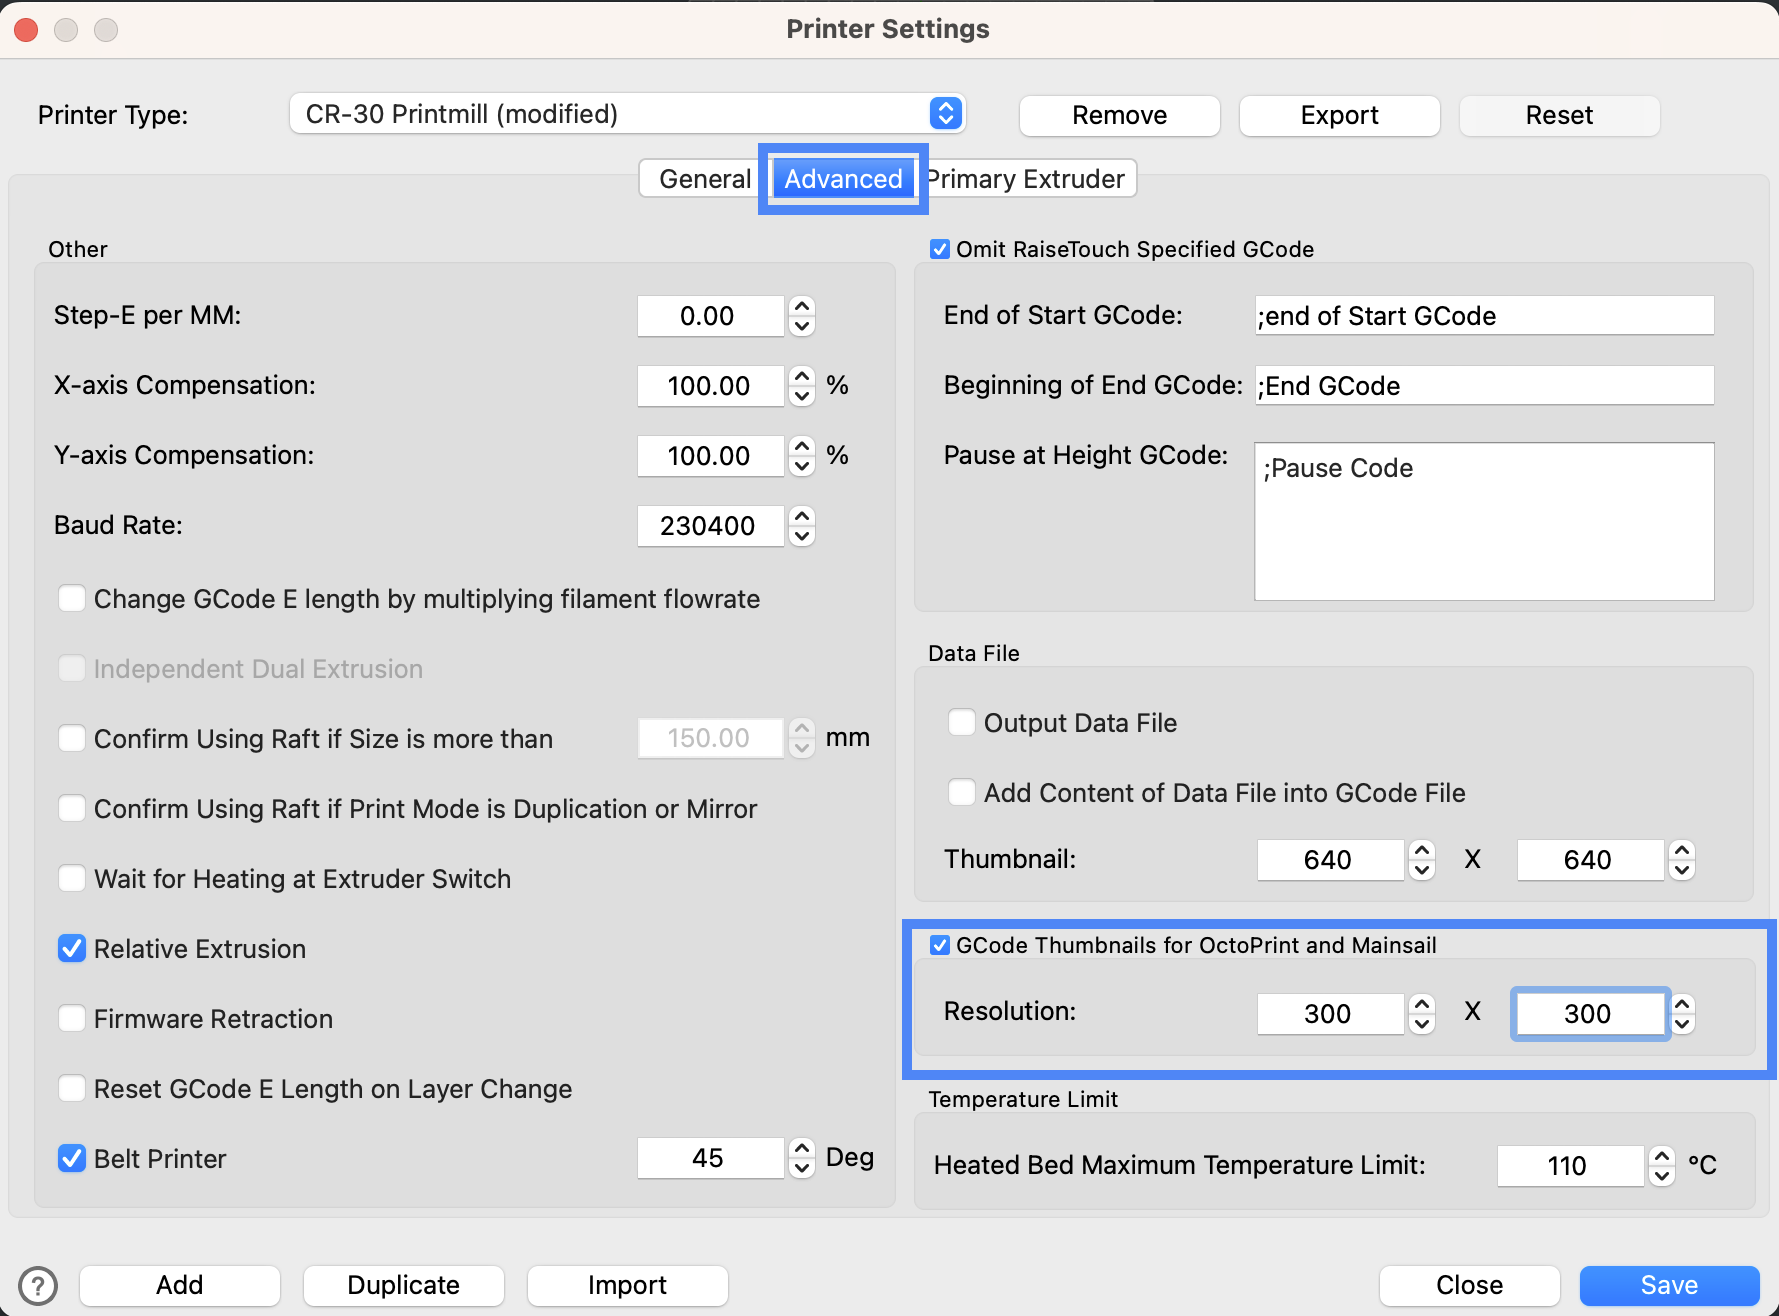 Printer Settings
Printer Type: CR-30 Printmill (modified) Remove Export Reset
General Advanced Primary Extruder
Other
Step-E per MM: 0.00
X-axis Compensation: 100.00 %
Y-axis Compensation: 100.00 %
Baud Rate: 230400
Change GCode E length by multiplying filament flowrate
Independent Dual Extrusion
Confirm Using Raft if Size is more than 150.00 mm
Confirm Using Raft if Print Mode is Duplication or Mirror
Wait for Heating at Extruder Switch
Relative Extrusion
Firmware Retraction
Reset GCode E Length on Layer Change
Belt Printer 45 Deg
Omit RaiseTouch Specified GCode
End of Start GCode: ;end of Start GCode
Beginning of End GCode: ;End GCode
Pause at Height GCode: ;Pause Code
Data File
Output Data File
Add Content of Data File into GCode File
Thumbnail: 640 X 640
GCode Thumbnails for OctoPrint and Mainsail
Resolution: 300 X 300
Temperature Limit
Heated Bed Maximum Temperature Limit: 110 °C
? Add Duplicate Import Close Save